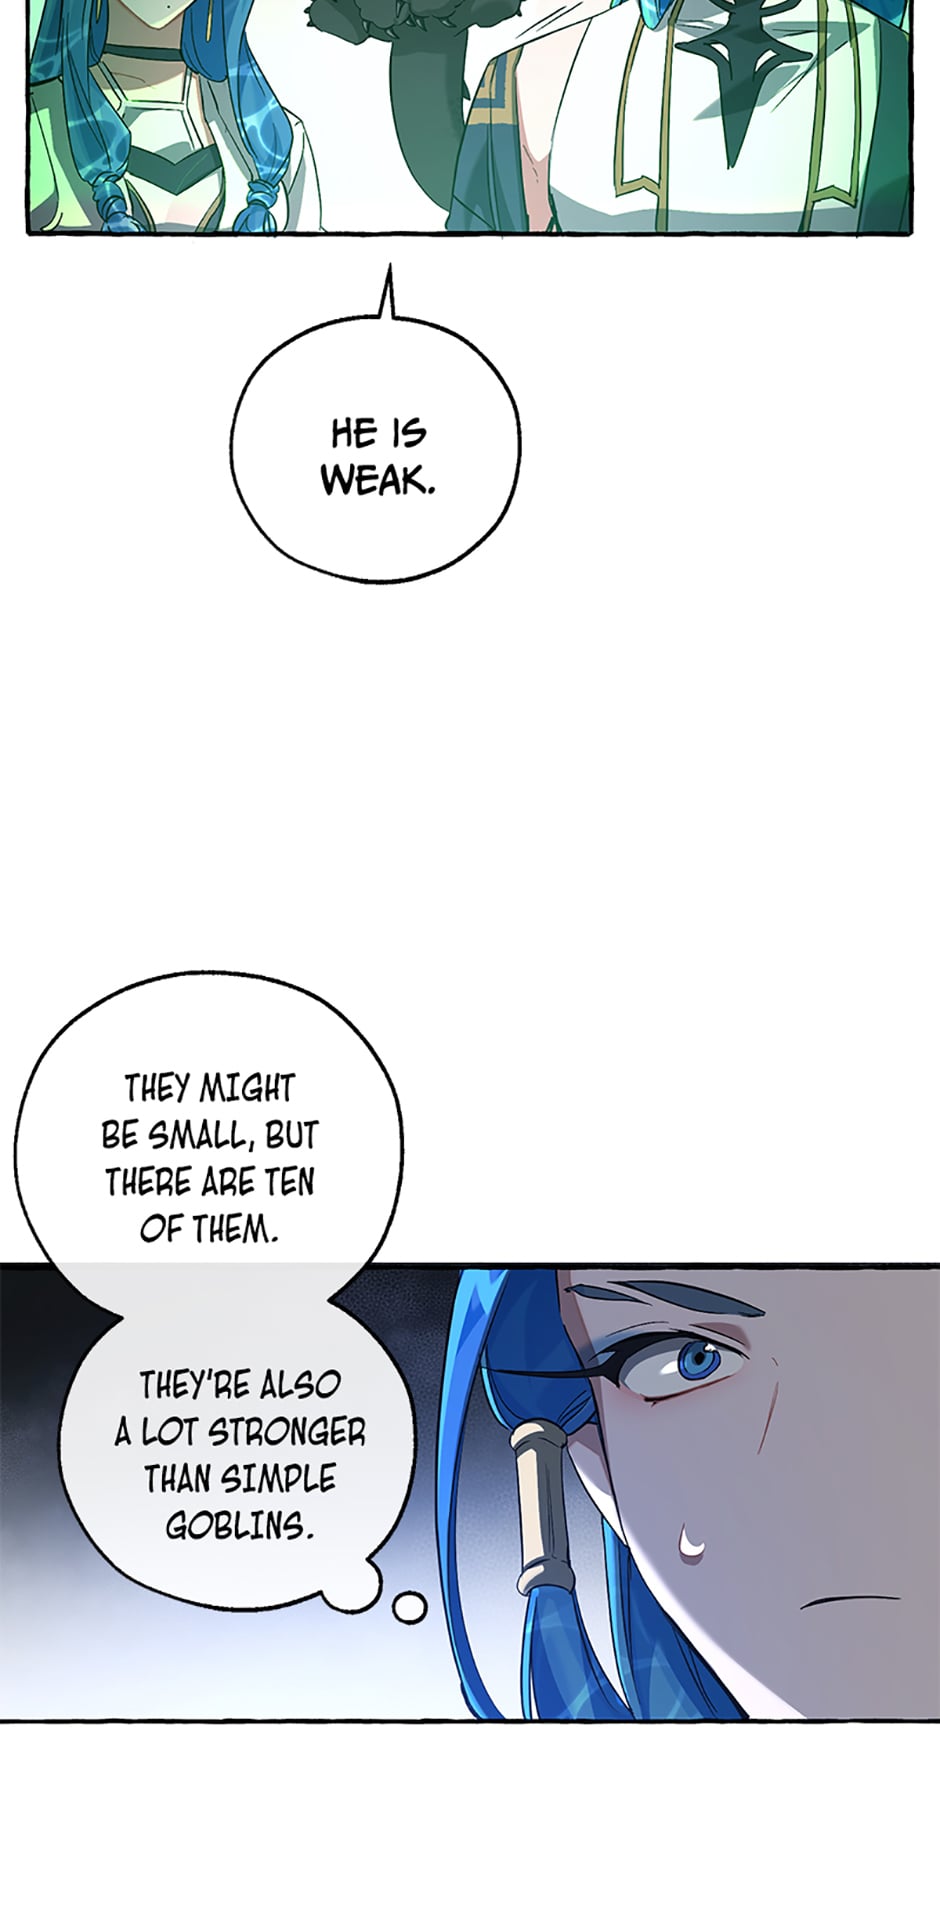 HE IS
WEAK.
THEY MIGHT
BE SMALL, BUT
THERE ARE TEN
OF THEM.
THEY'RE ALSO
A LOT STRONGER
THAN SIMPLE
GOBLINS.